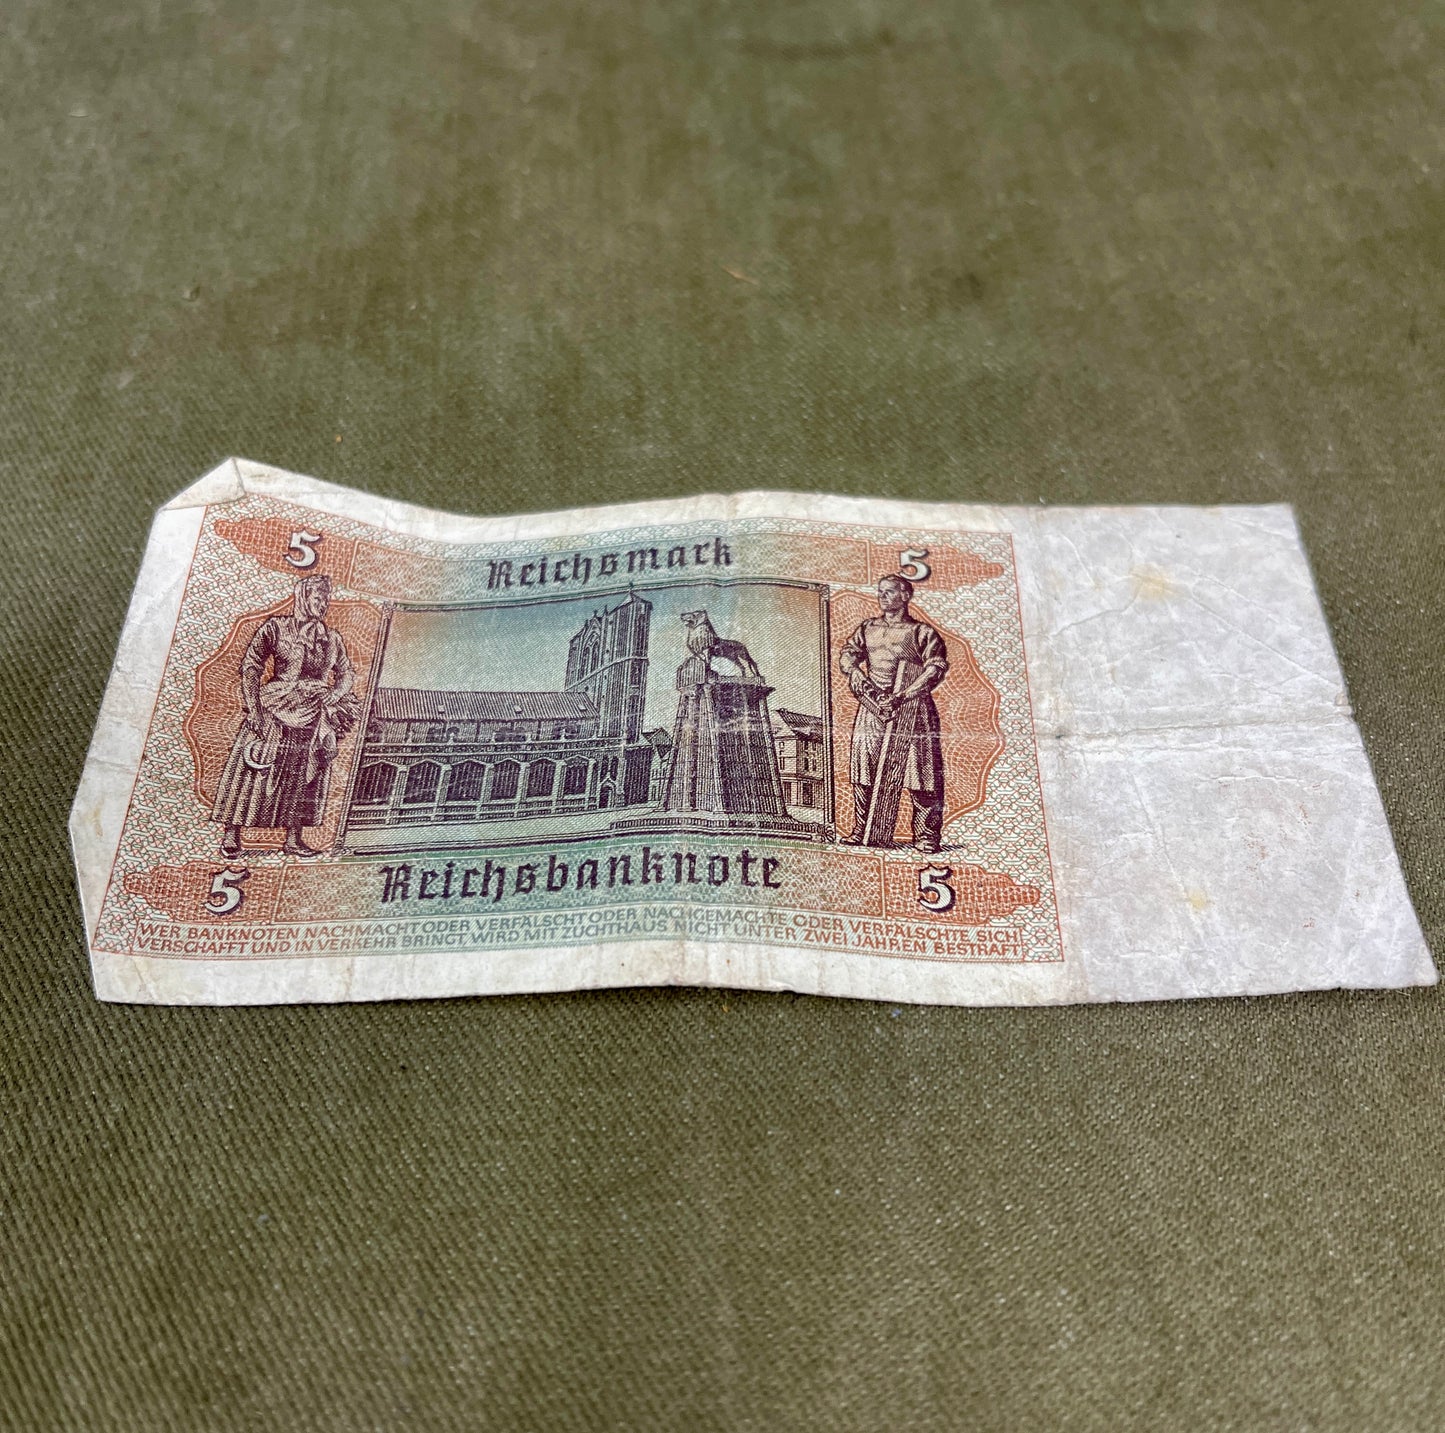 5 Reichsmark 5
5 Reichsbanknote 5
WER BANKNOTEN NACHMACHT ODER VERFÄLSCHT ODER NACHGEMACHTE ODER VERFÄLSCHTE SICH
VERSCHAFFT UND IN VERKEHR BRINGT, WIRD MIT ZUCHTHAUS NICHT UNTER ZWEI JAHREN BESTRAFT